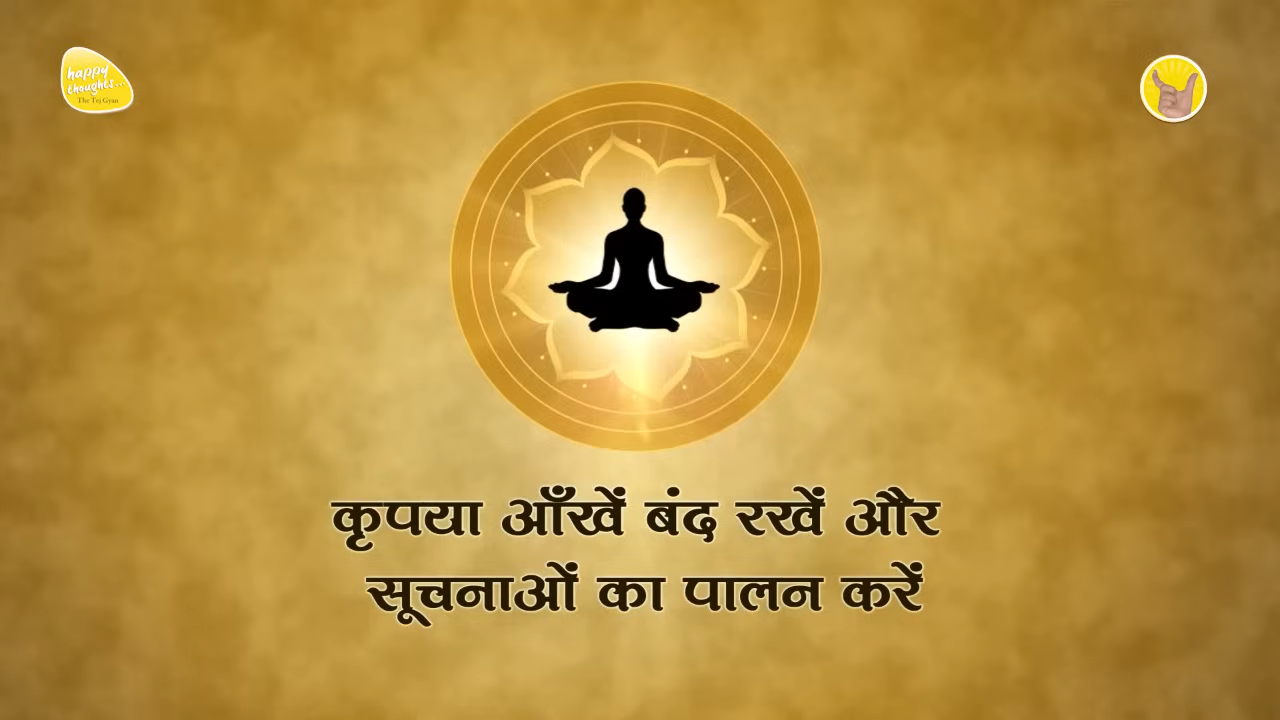 happy
thoughts...
The Tej Gyan
कृपया आँखें बंद रखें और
सूचनाओं का पालन करें